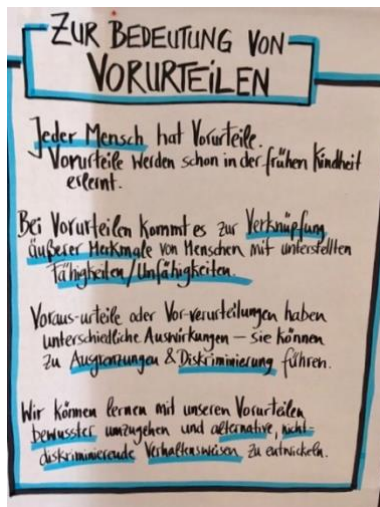 ZUR BEDEUTUNG VON
VORURTEILEN
Jeder Mensch hat Vorurteile.
Vorurteile werden schon in der frühen Kindheit
erlernt.
Bei Vorurteilen kommt es zur Verknüpfung
äußerer Merkmale von Menschen mit unterstellten
Fähigkeiten/Unfähigkeiten.
Voraus-urteile oder Vor-verurteilungen haben
unterschiedliche Auswirkungen – sie können
zu Ausgrenzungen & Diskriminierung führen.
Wir können lernen mit unseren Vorurteilen
bewusster umzugehen und alternative, nicht-
diskriminierende Verhaltensweisen zu entwickeln.